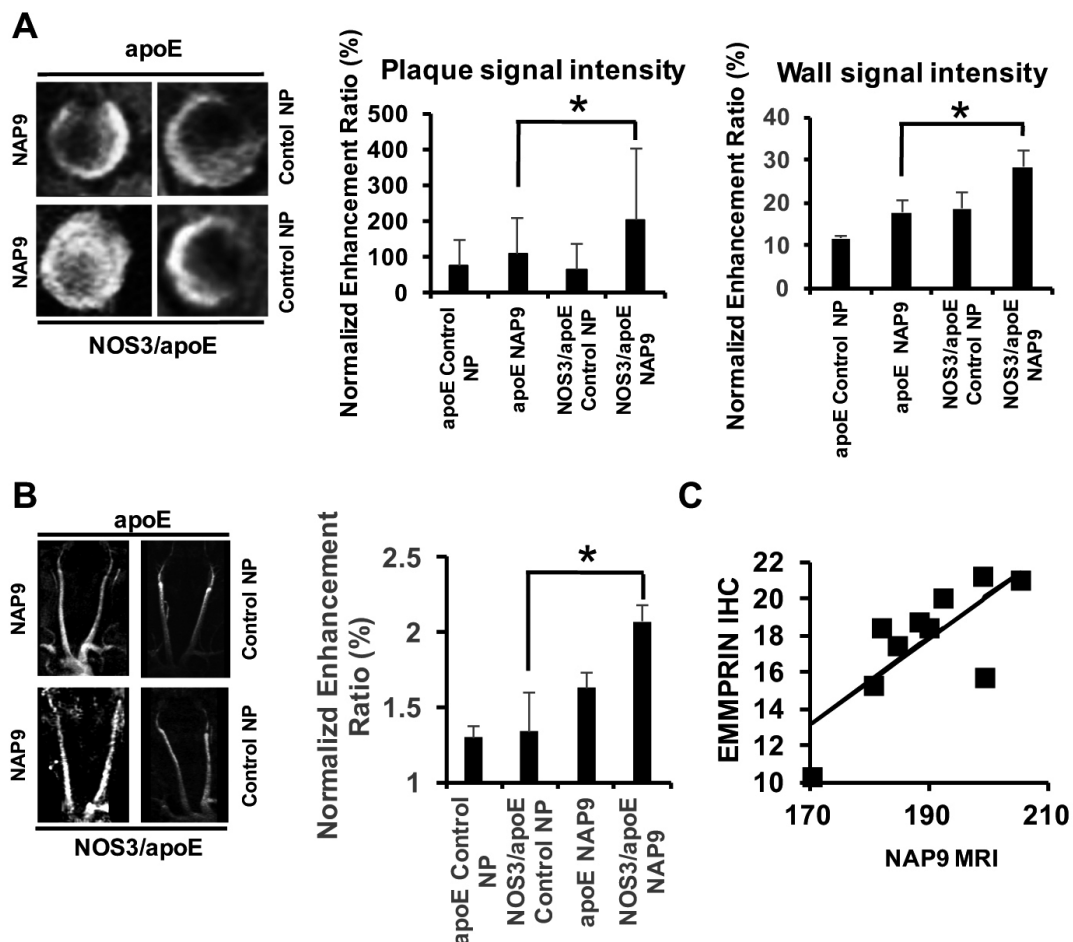 A
apoE
NAP9
Contol NP
NAP9
Control NP
NOS3/apoE
Plaque signal intensity
Normalizd Enhancement Ratio (%)
500
400
300
200
100
0
*
apoE Control
NP
apoE NAP9
NOS3/apoE
Control NP
NOS3/apoE
NAP9
Wall signal intensity
Normalizd Enhancement Ratio (%)
40
30
20
10
0
*
apoE Control NP
apoE NAP9
NOS3/apoE
Control NP
NOS3/apoE
NAP9
B
apoE
NAP9
Control NP
NAP9
Control NP
NOS3/apoE
Normalizd Enhancement
Ratio (%)
2.5
2
1.5
1
*
apoE Control
NP
NOS3/apoE
Control NP
apoE NAP9
NOS3/apoE
NAP9
C
EMMPRIN IHC
22
20
18
16
14
12
10
170
190
210
NAP9 MRI